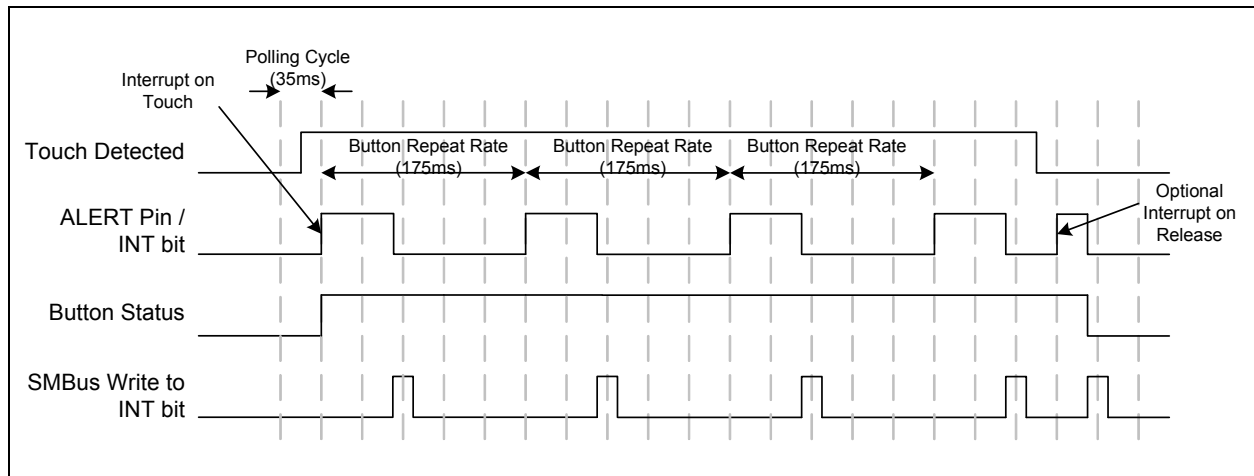 Polling Cycle
(35ms)
Interrupt on
Touch
Touch Detected
Button Repeat Rate
(175ms)
Button Repeat Rate
(175ms)
Button Repeat Rate
(175ms)
ALERT Pin /
INT bit
Optional
Interrupt on
Release
Button Status
SMBus Write to
INT bit